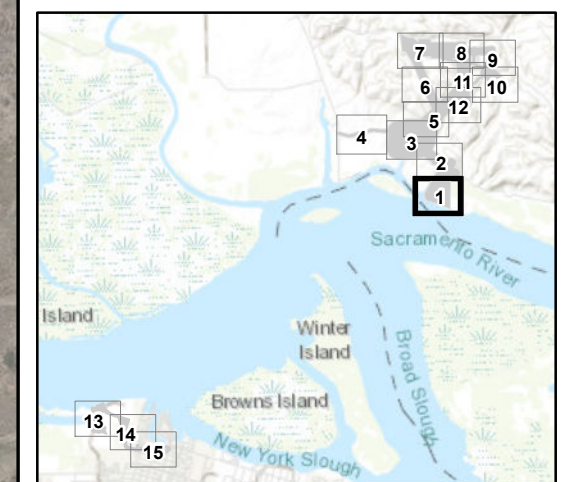 7
8
9
6
11
10
12
5
4
3
2
1
Sacramento River
Island
Winter
Island
Broad Slough
Browns Island
13
14
15
New York Slough